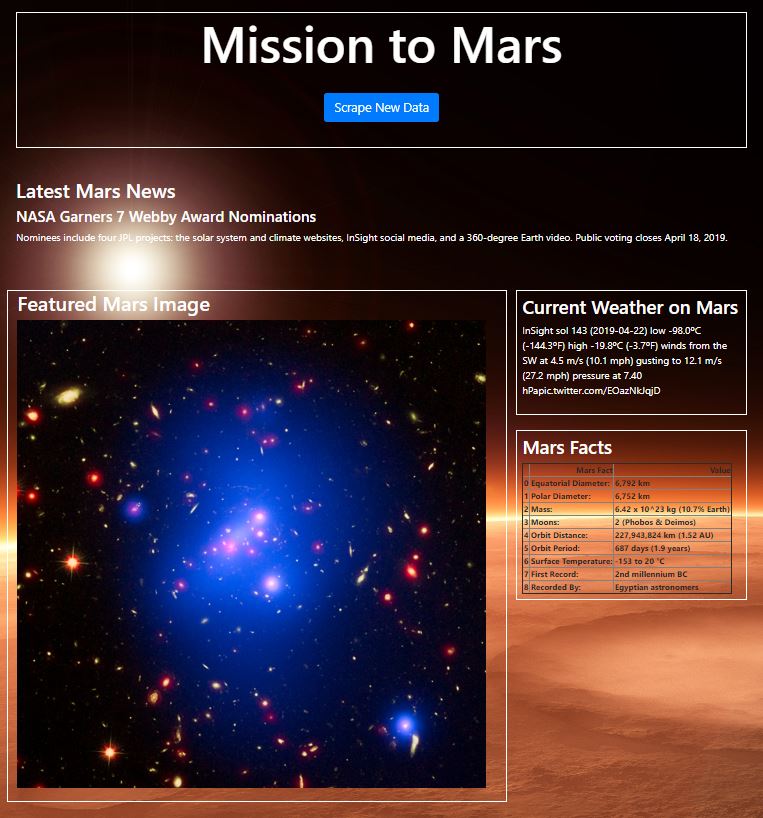 Mission to Mars
Scrape New Data
Latest Mars News
NASA Garners 7 Webby Award Nominations
Nominees include four JPL projects: the solar system and climate websites, InSight social media, and a 360-degree Earth video. Public voting closes April 18, 2019.
Featured Mars Image
Current Weather on Mars
InSight sol 143 (2019-04-22) low -98.0ºC
(-144.3ºF) high -19.8ºC (-3.7ºF) winds from the
SW at 4.5 m/s (10.1 mph) gusting to 12.1 m/s
(27.2 mph) pressure at 7.40
hPapic.twitter.com/EOazNkJqjD
Mars Facts
Mars Fact Value
0 Equatorial Diameter: 6,792 km
1 Polar Diameter: 6,752 km
2 Mass: 6.42 x 10^23 kg (10.7% Earth)
3 Moons: 2 (Phobos & Deimos)
4 Orbit Distance: 227,943,824 km (1.52 AU)
5 Orbit Period: 687 days (1.9 years)
6 Surface Temperature: -153 to 20 °C
7 First Record: 2nd millennium BC
8 Recorded By: Egyptian astronomers